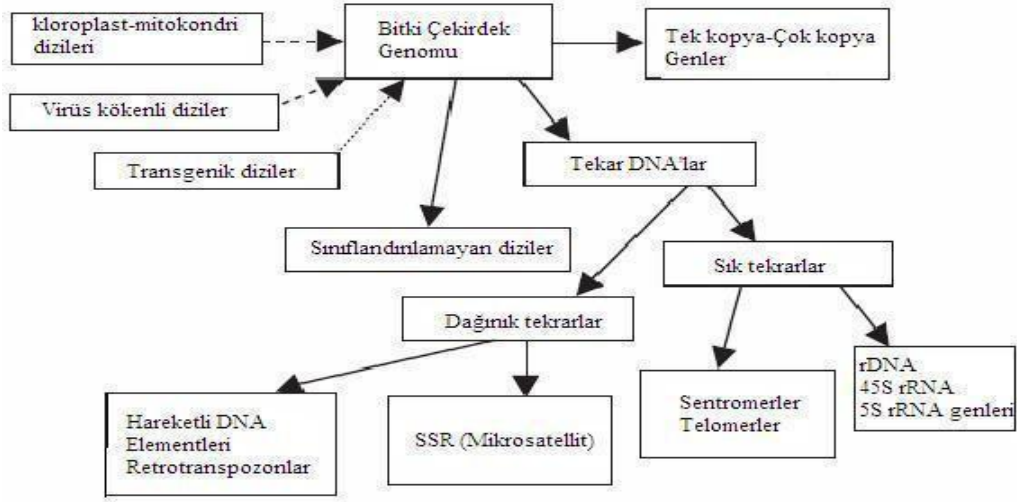 kloroplast-mitokondri
dizileri
Bitki Çekirdek
Genomu
Tek kopya-Çok kopya
Genler
Virüs kökenli diziler
Transgenik diziler
Tekar DNA'lar
Sınıflandırılamayan diziler
Sık tekrarlar
Dağınık tekrarlar
Hareketli DNA
Elementleri
Retrotranspozonlar
SSR (Mikrosatellit)
Sentromerler
Telomerler
rDNA
45S rRNA
5S rRNA genleri